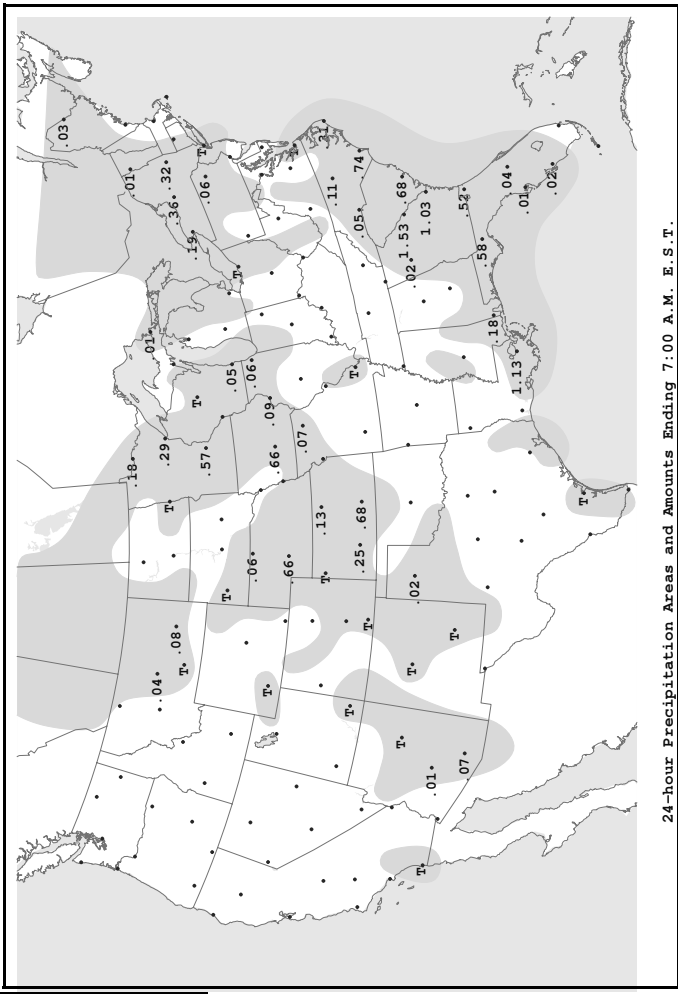 .03
.18
.01
.01
.04
.29
.32
T
.36
.08
T
.19
T
T
.57
.06
T
.05
T
.06
.06
T
.09
.66
.66
T
.07
.13
.31
T
.11
T
T
.25
.68
.05
.74
T
T
1.53
.68
T
.02
.02
T
1.03
.01
T
.52
.07
.58
.18
.04
1.13
.01
.02
T
24-hour Precipitation Areas and Amounts Ending 7:00 A.M. E.S.T.